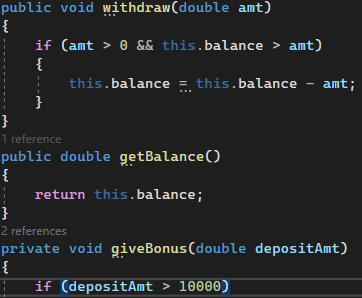 public void withdraw(double amt)
{
if (amt > 0 && this.balance > amt)
{
this.balance = this.balance - amt;
}
}
1 reference
public double getBalance()
{
return this.balance;
}
2 references
private void giveBonus(double depositAmt)
{
if (depositAmt > 10000)